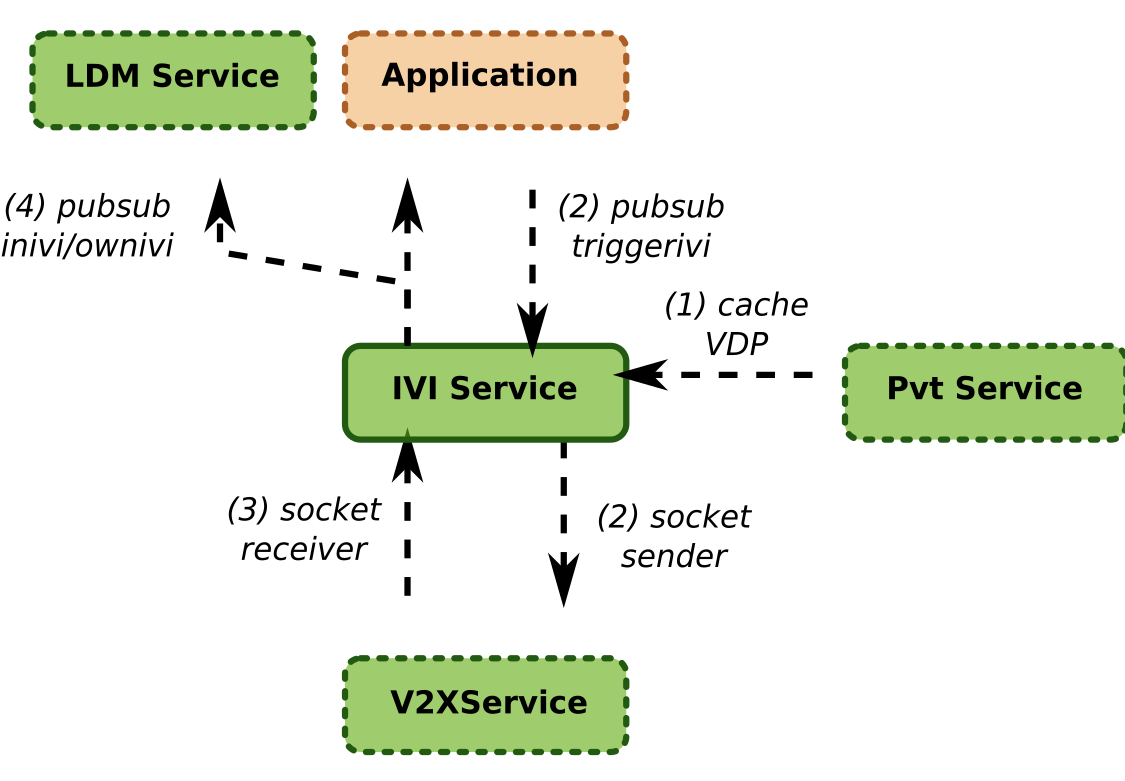 LDM Service
Application
(4) pubsub
inivi/ownivi
(2) pubsub
triggerivi
(1) cache
VDP
IVI Service
Pvt Service
(3) socket
receiver
(2) socket
sender
V2XService